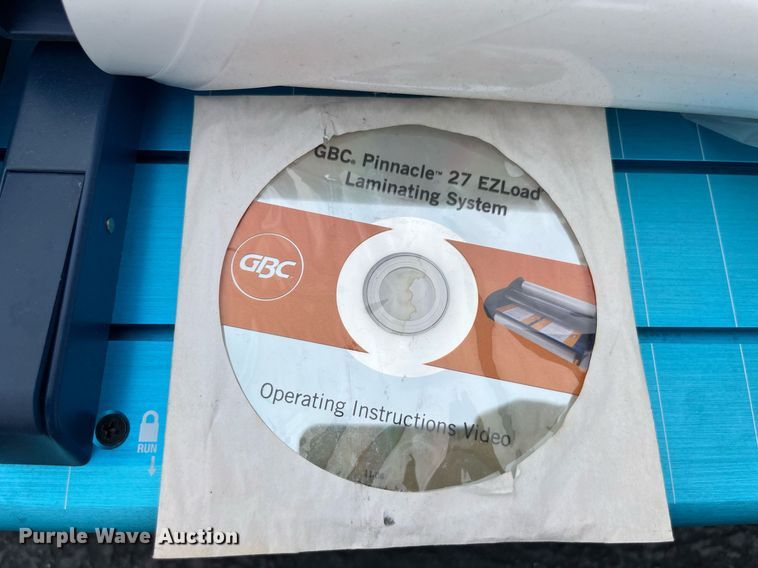 GBC® Pinnacle™ 27 EZLoad
Laminating System
GBC
Operating Instructions Video
RUN
Purple Wave Auction